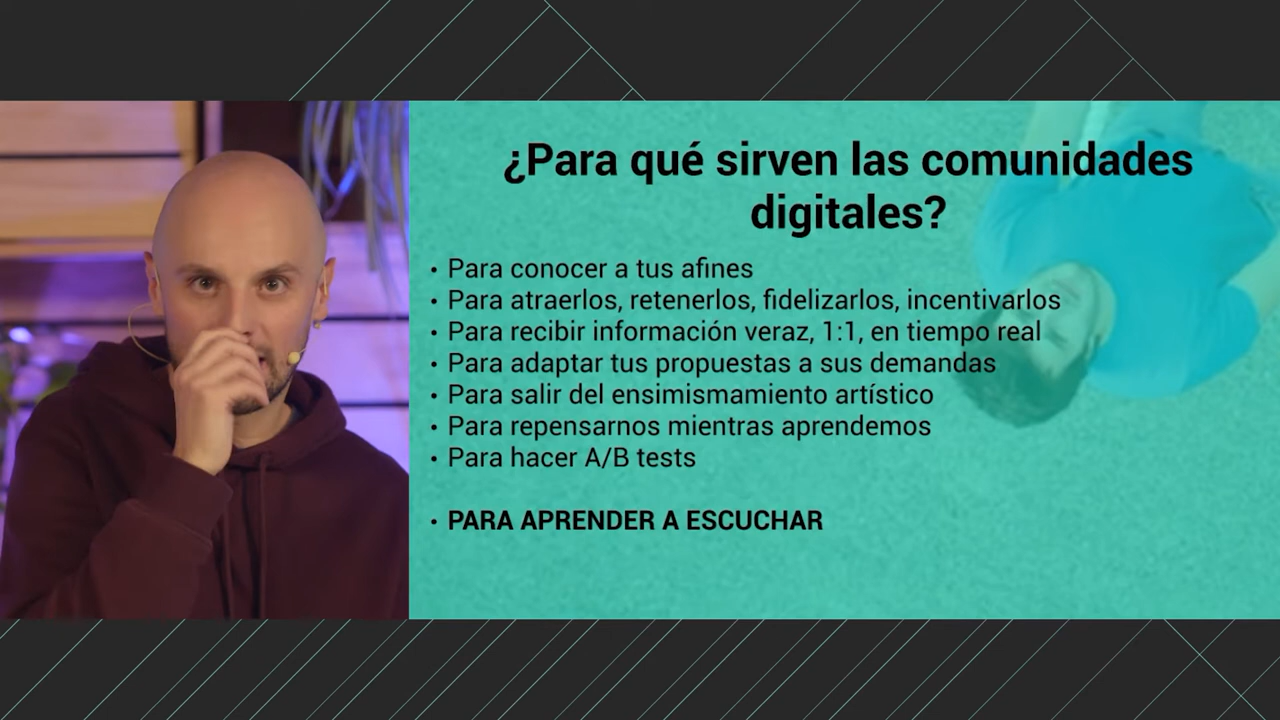 ¿Para qué sirven las comunidades
digitales?
• Para conocer a tus afines
• Para atraerlos, retenerlos, fidelizarlos, incentivarlos
• Para recibir información veraz, 1:1, en tiempo real
• Para adaptar tus propuestas a sus demandas
• Para salir del ensimismamiento artístico
• Para repensarnos mientras aprendemos
• Para hacer A/B tests
• PARA APRENDER A ESCUCHAR